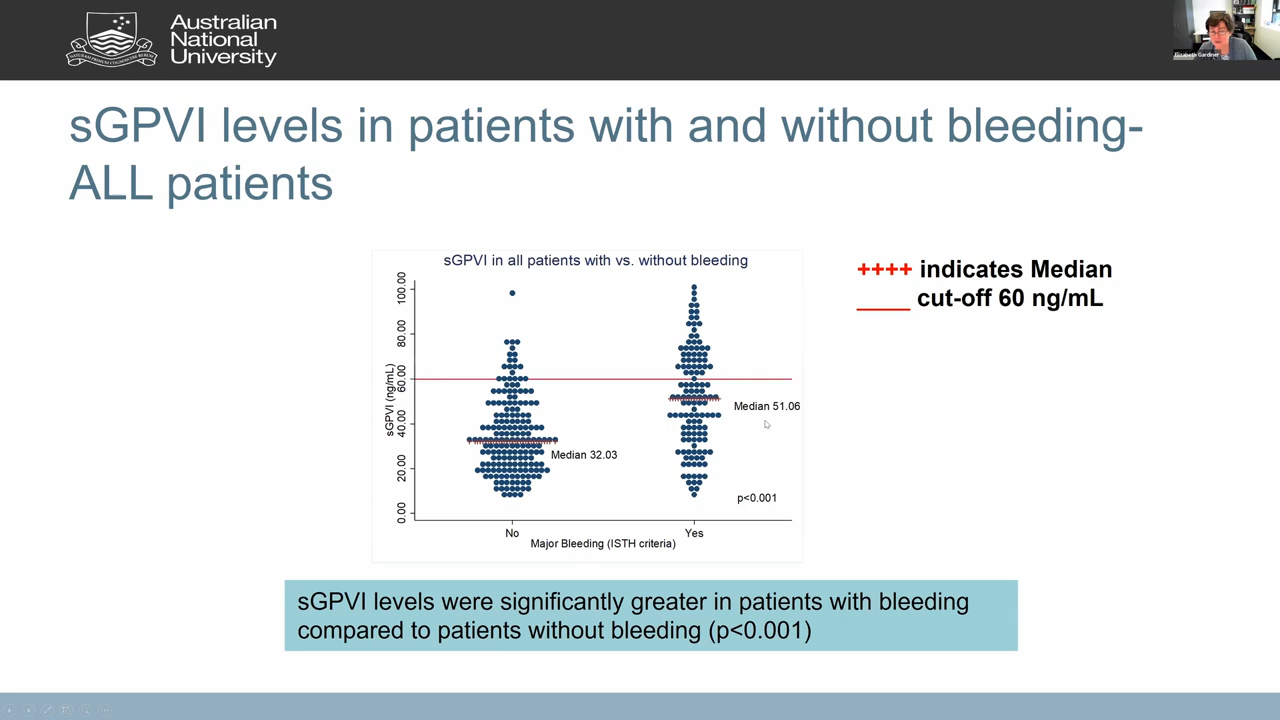 Australian
National
University
Elizabeth Gardiner
sGPVI levels in patients with and without bleeding-
ALL patients
sGPVI in all patients with vs. without bleeding
++++ indicates Median
____ cut-off 60 ng/mL
sGPVI (ng/mL)
100.00
80.00
60.00
40.00
20.00
0.00
Median 51.06
Median 32.03
p<0.001
No
Yes
Major Bleeding (ISTH criteria)
sGPVI levels were significantly greater in patients with bleeding
compared to patients without bleeding (p<0.001)